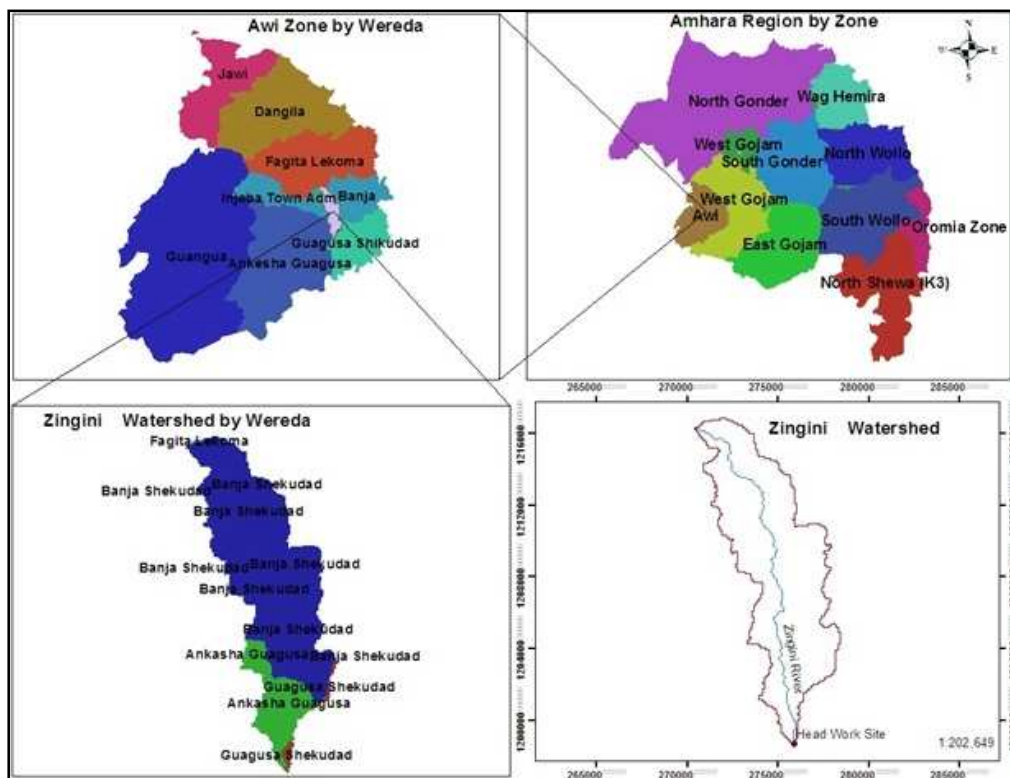 Awi Zone by Wereda
Jawi
Dangila
Fagita Lekoma
Injeba Town Adm
Banja
Guagusa Shikudad
Guangua
Ankesha Guagusa
Amhara Region by Zone
N
W
E
S
North Gonder
Wag Hemira
West Gojam
South Gonder
North Wollo
West Gojam
Awi
South Wollo
Oromia Zone
East Gojam
North Shewa (K3)
Zingini Watershed by Wereda
Fagita LeKoma
Banja Shekudad
Banja Shekudad
Banja Shekudad
Banja Shekudad
Banja Shekudad
Banja Shekudad
Banja Shekudad
Ankasha Guagusa
Banja Shekudad
Guagusa Shekudad
Ankasha Guagusa
Guagusa Shekudad
265000 270000 275000 280000 285000
Zingini Watershed
1216000
1212000
1208000
1204000
1200000
Zingini River
Head Work Site
1:202,649
265000 270000 275000 280000 285000